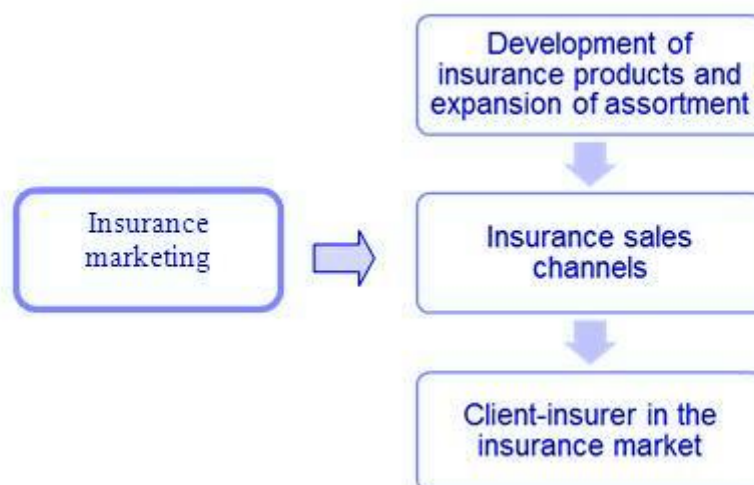 Development of
insurance products and
expansion of assortment
Insurance
marketing
Insurance sales
channels
Client-insurer in the
insurance market